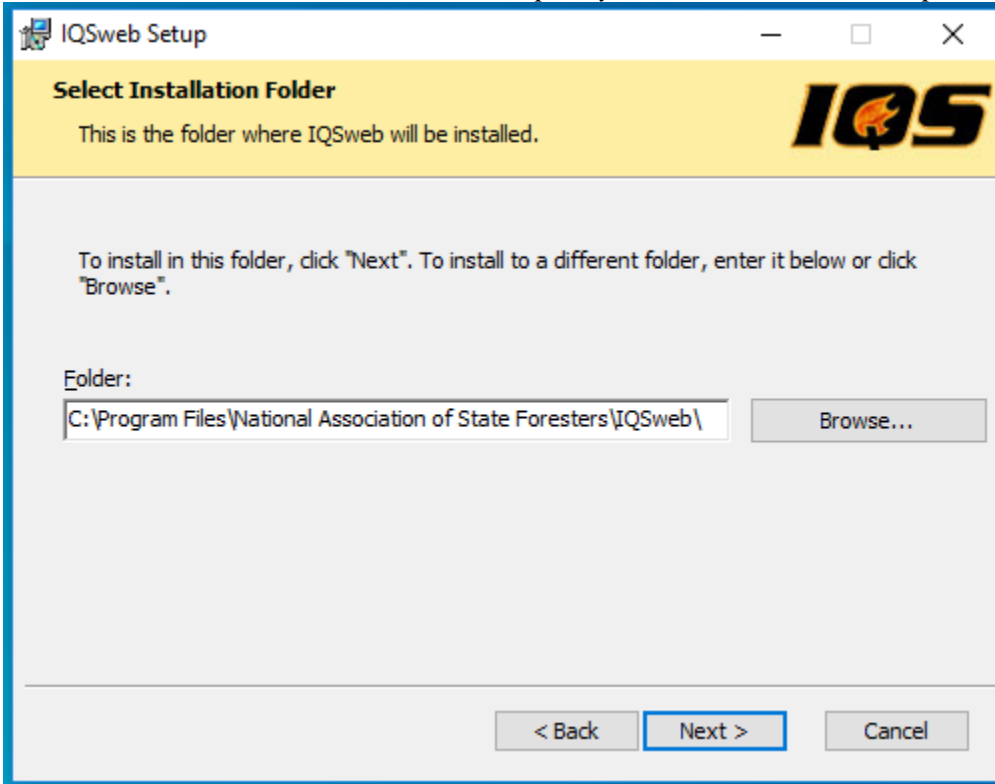 IQSweb Setup
Select Installation Folder
This is the folder where IQSweb will be installed.
IQS
To install in this folder, click "Next". To install to a different folder, enter it below or click
"Browse".
Folder:
C:\Program Files\National Association of State Foresters\IQSweb\
Browse...
< Back
Next >
Cancel